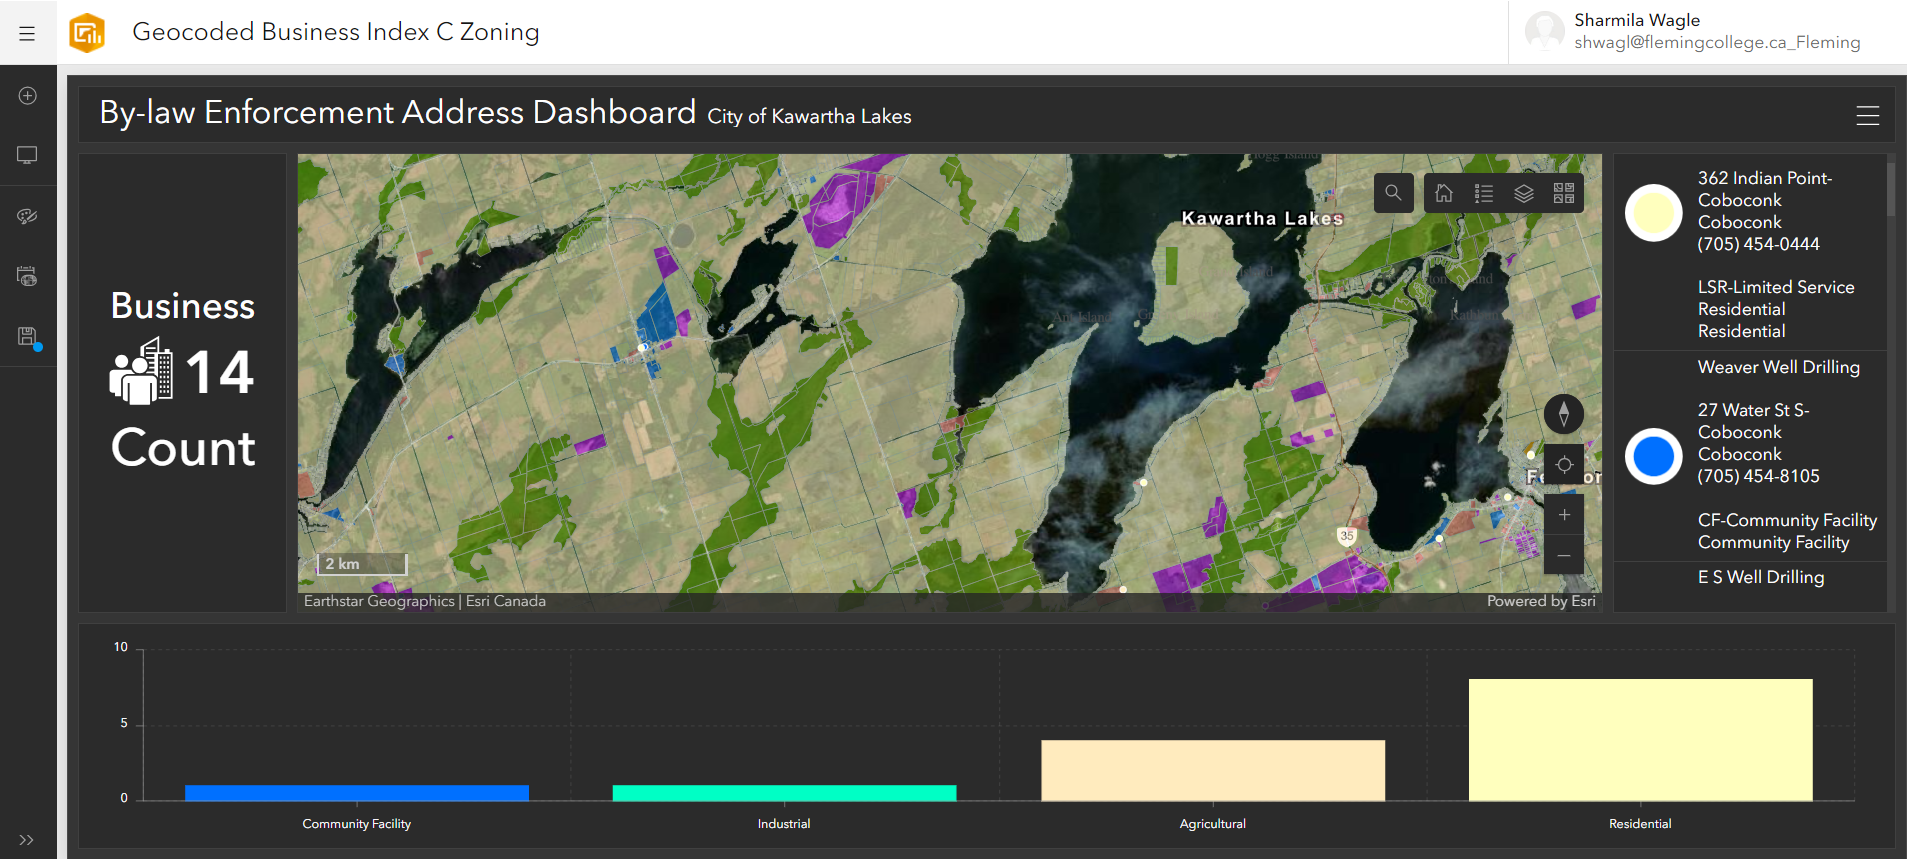 Geocoded Business Index C Zoning
Sharmila Wagle
shwagl@flemingcollege.ca_Fleming
By-law Enforcement Address Dashboard City of Kawartha Lakes
Business
14
Count
Kawartha Lakes
35
2 km
Earthstar Geographics | Esri Canada
Powered by Esri
362 Indian Point-
Coboconk
Coboconk
(705) 454-0444
LSR-Limited Service
Residential
Residential
Weaver Well Drilling
27 Water St S-
Coboconk
Coboconk
(705) 454-8105
CF-Community Facility
Community Facility
E S Well Drilling
10
5
0
Community Facility
Industrial
Agricultural
Residential